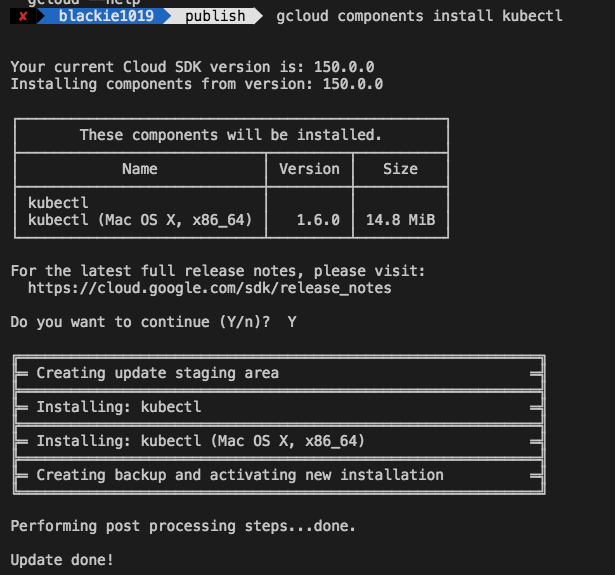 gcloud --help
✘ blackie1019 publish gcloud components install kubectl
Your current Cloud SDK version is: 150.0.0
Installing components from version: 150.0.0
These components will be installed.
Name Version Size
kubectl
kubectl (Mac OS X, x86_64) 1.6.0 14.8 MiB
For the latest full release notes, please visit:
https://cloud.google.com/sdk/release_notes
Do you want to continue (Y/n)? Y
Creating update staging area
Installing: kubectl
Installing: kubectl (Mac OS X, x86_64)
Creating backup and activating new installation
Performing post processing steps...done.
Update done!